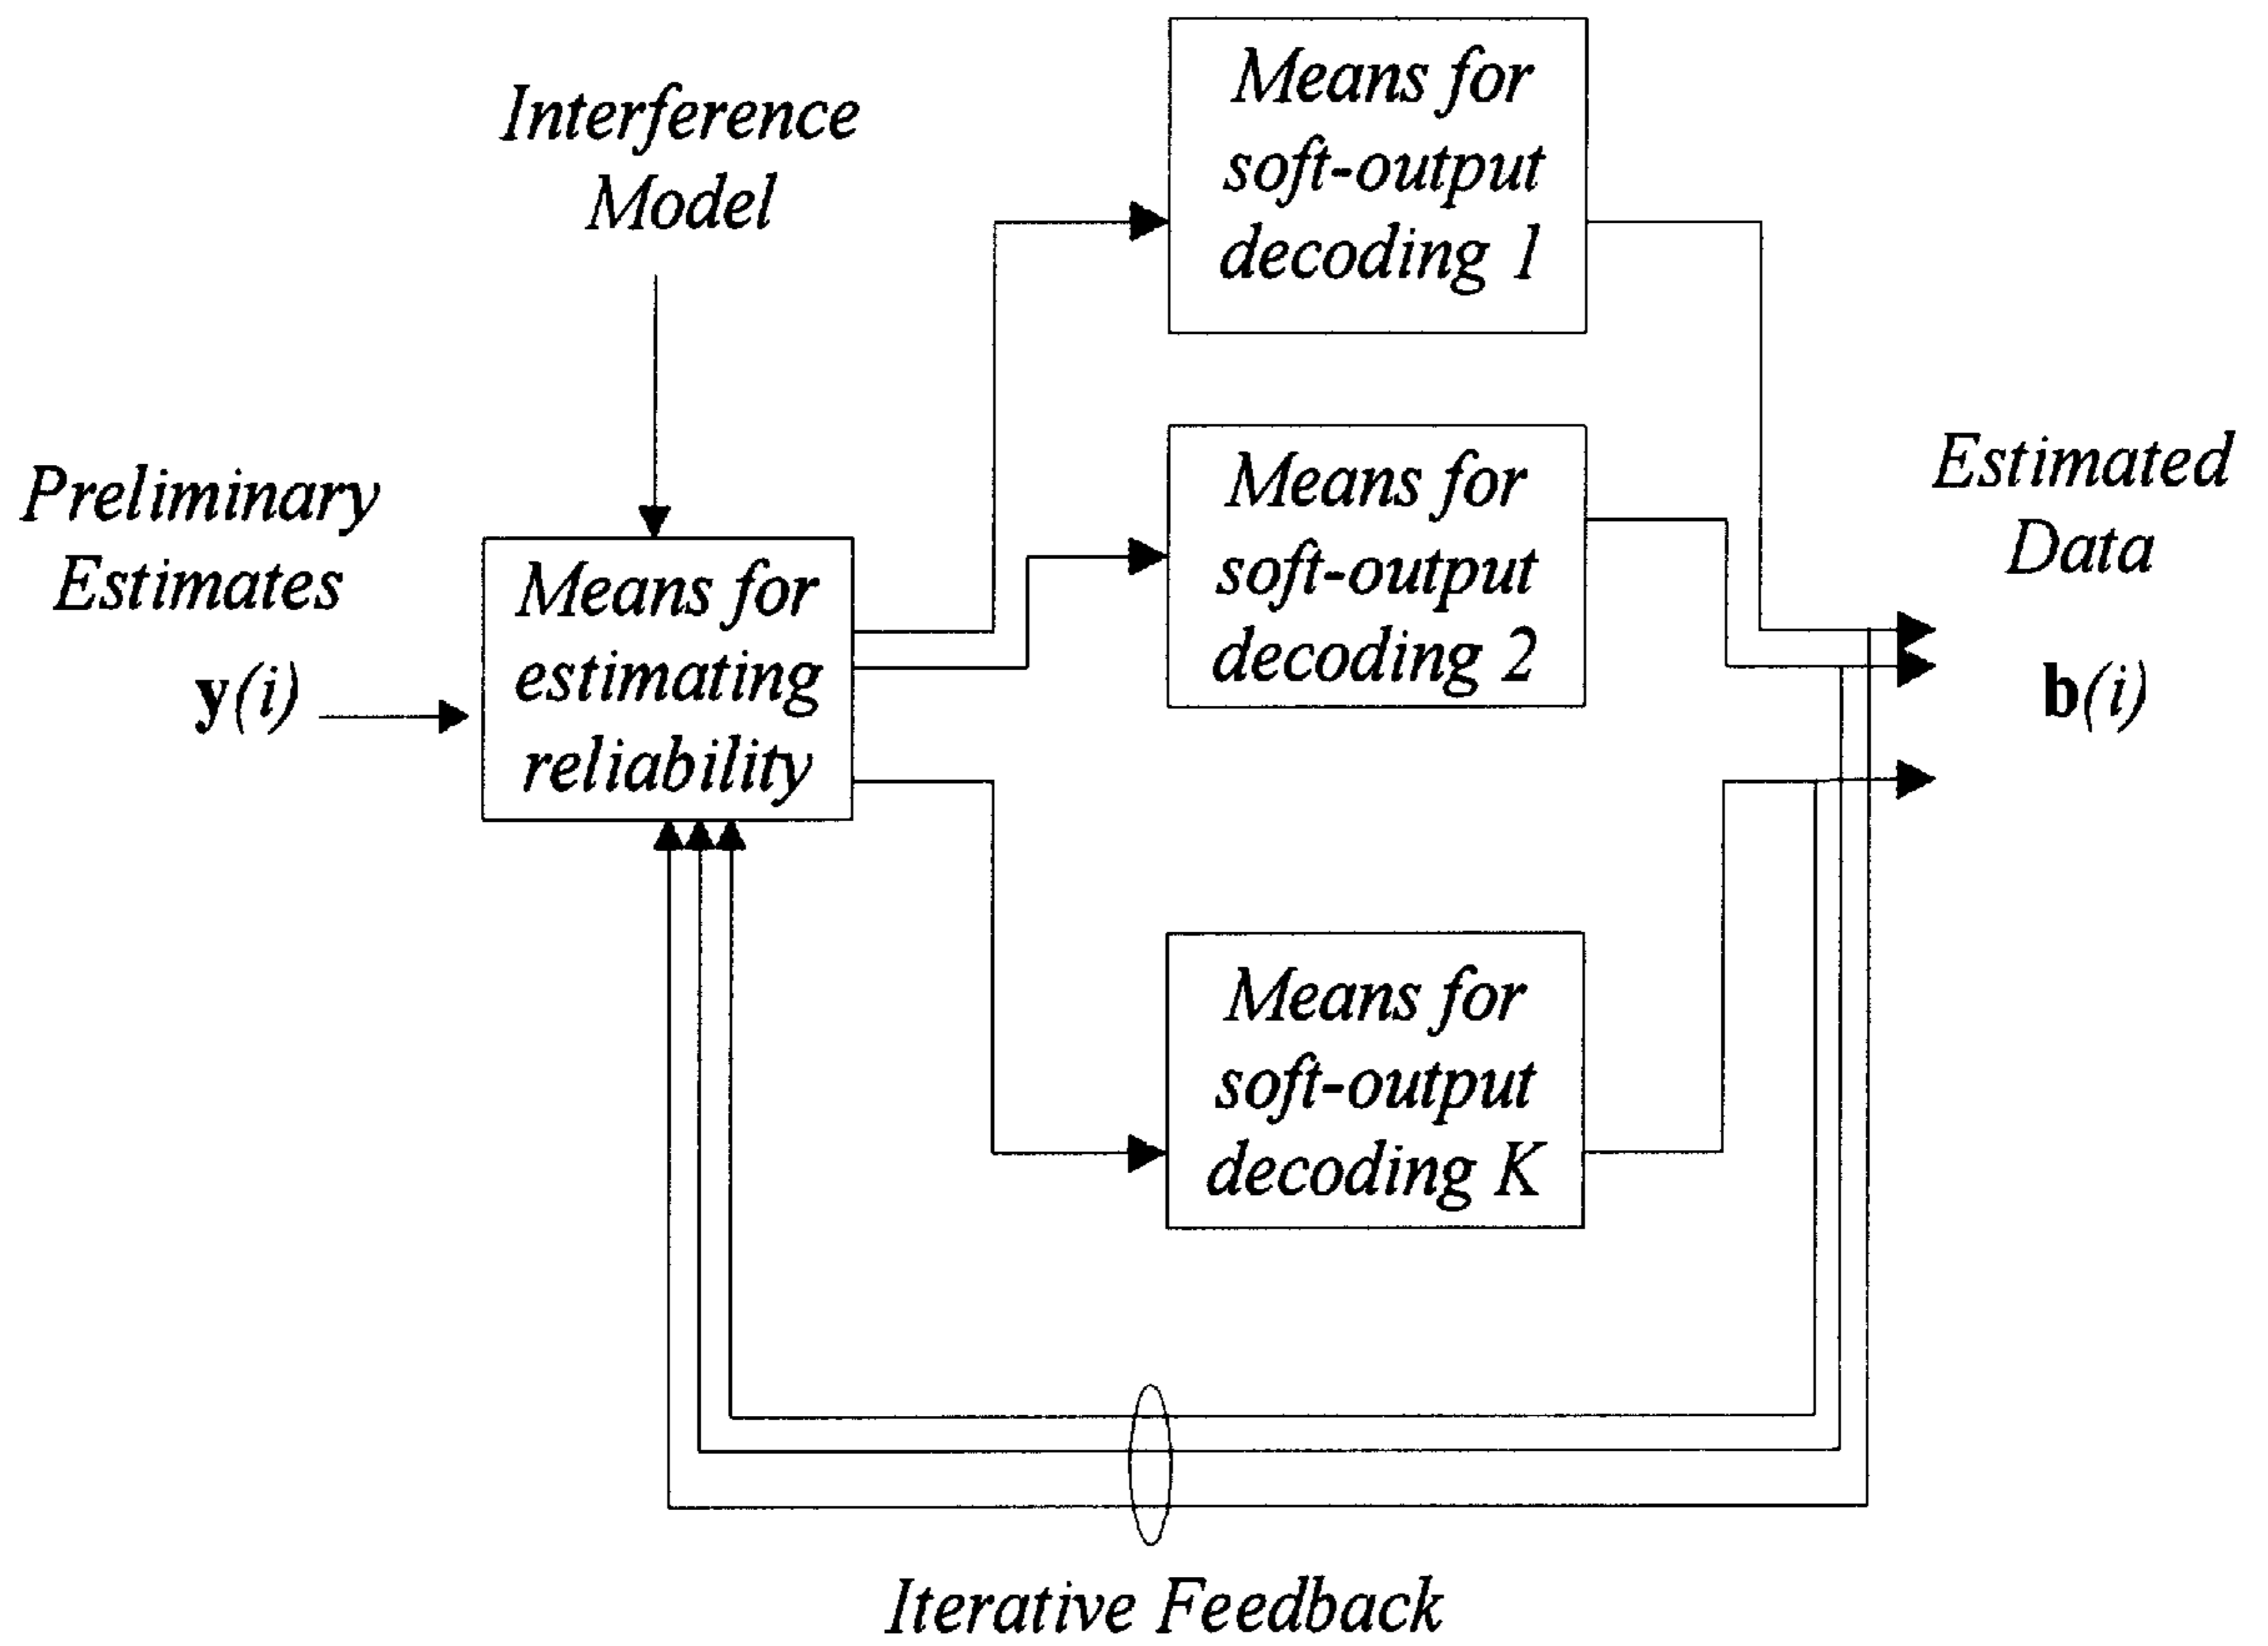 Interference
Model
Preliminary
Estimates
y(i)
Means for
estimating
reliability
Means for
soft-output
decoding 1
Means for
soft-output
decoding 2
Means for
soft-output
decoding K
Estimated
Data
b(i)
Iterative Feedback